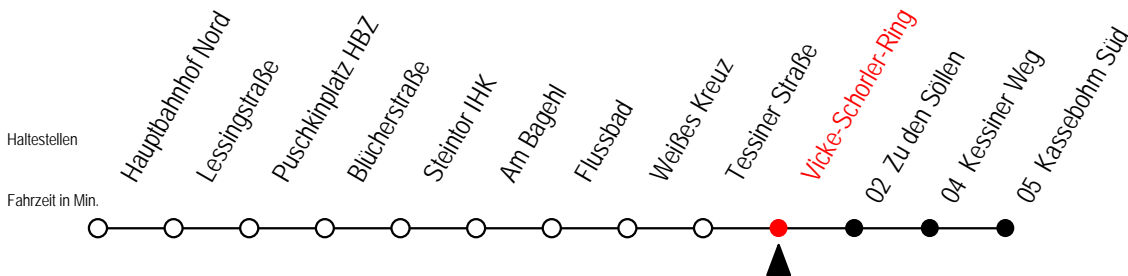 Haltestellen
Fahrzeit in Min.
Hauptbahnhof Nord
Lessingstraße
Puschkinplatz HBZ
Blücherstraße
Steintor IHK
Am Bagehl
Flussbad
Weißes Kreuz
Tessiner Straße
Vicke-Schorler-Ring
02 Zu den Söllen
04 Kessiner Weg
05 Kassebohm Süd